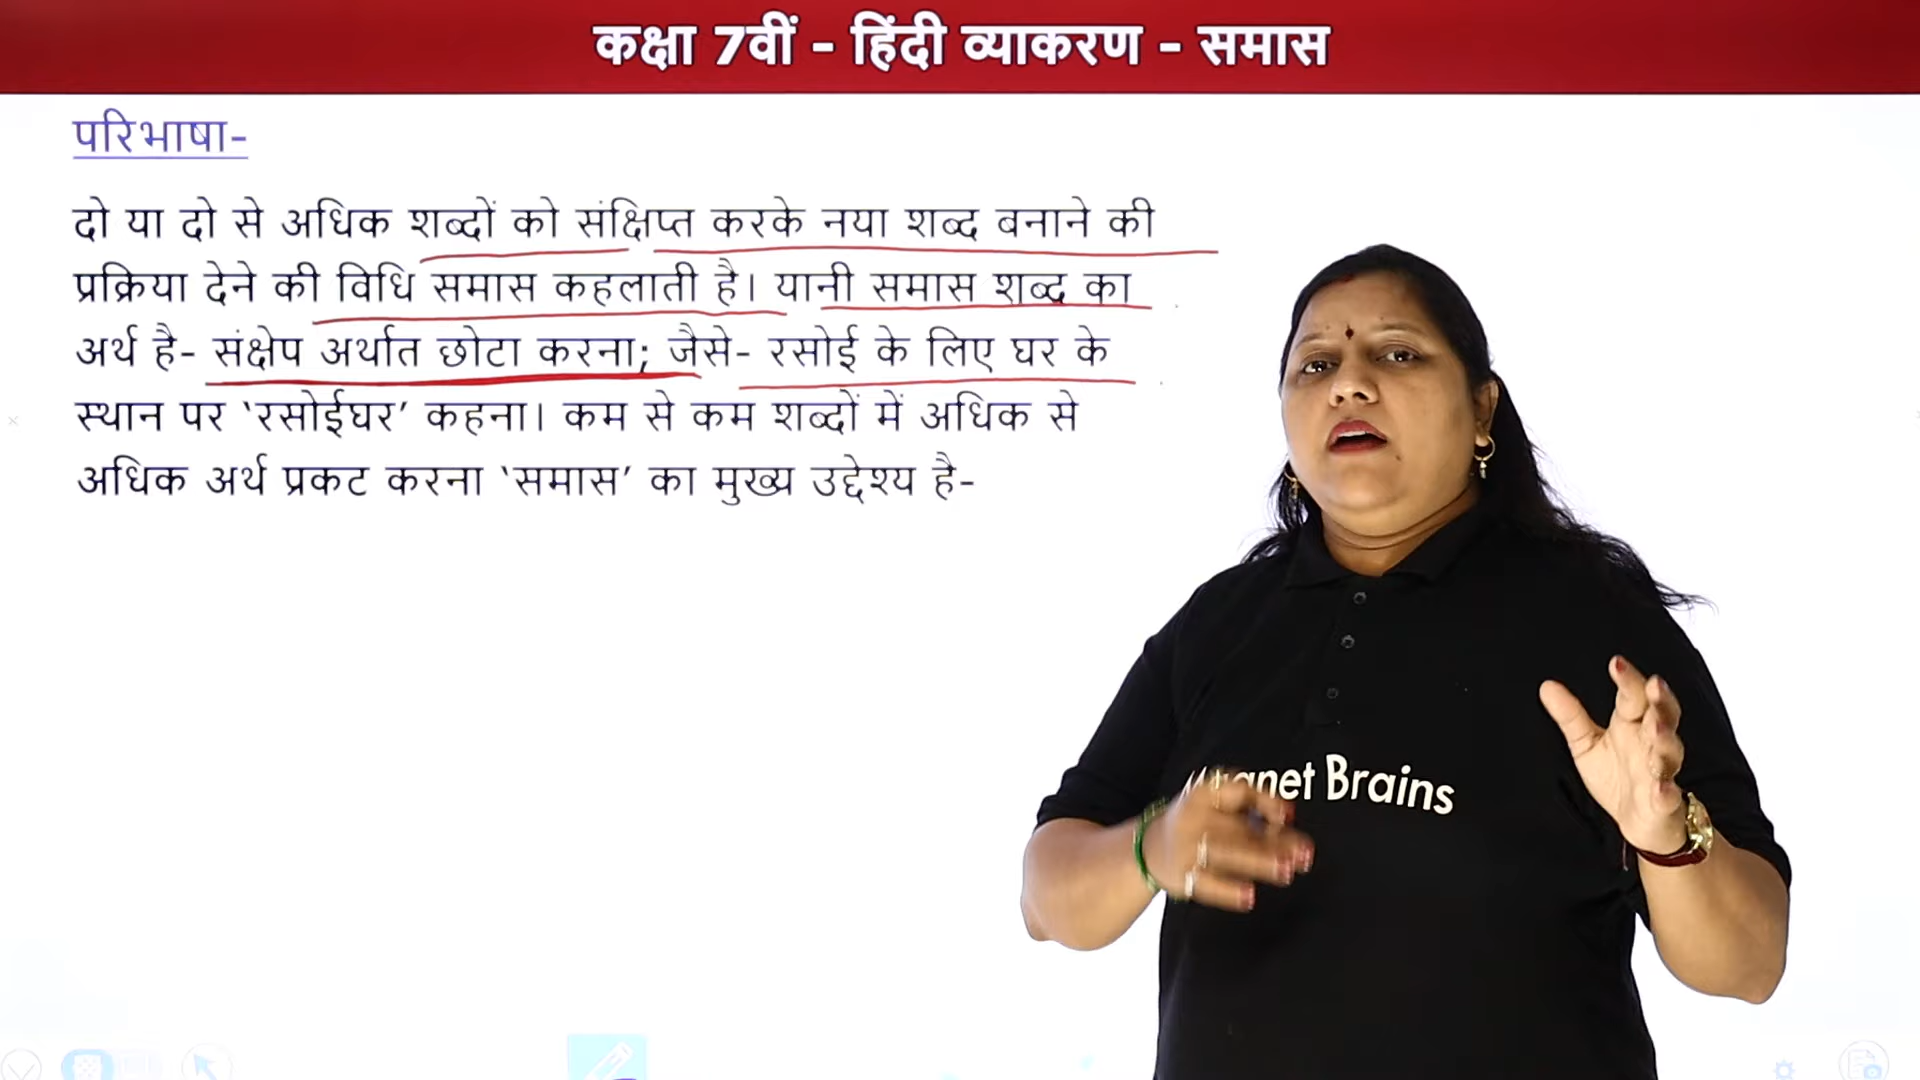 कक्षा 7वीं - हिंदी व्याकरण - समास
परिभाषा-
दो या दो से अधिक शब्दों को संक्षिप्त करके नया शब्द बनाने की
प्रक्रिया देने की विधि समास कहलाती है। यानी समास शब्द का
अर्थ है- संक्षेप अर्थात छोटा करना; जैसे- रसोई के लिए घर के
स्थान पर ‘रसोईघर’ कहना। कम से कम शब्दों में अधिक से
अधिक अर्थ प्रकट करना ‘समास’ का मुख्य उद्देश्य है-
Brains